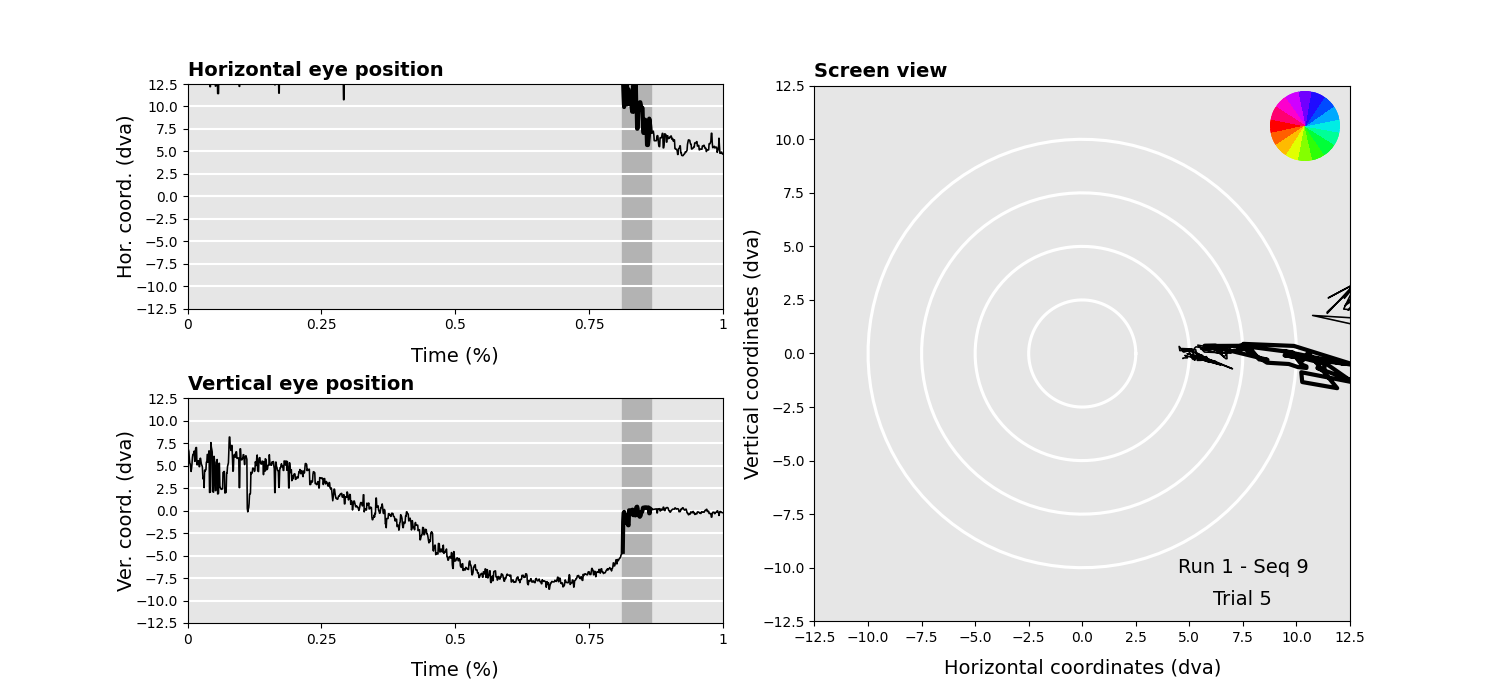 Horizontal eye position
Hor. coord. (dva)
12.5
10.0
7.5
5.0
2.5
0.0
−2.5
−5.0
−7.5
−10.0
−12.5
0 0.25 0.5 0.75 1
Time (%)
Vertical eye position
Ver. coord. (dva)
12.5
10.0
7.5
5.0
2.5
0.0
−2.5
−5.0
−7.5
−10.0
−12.5
0 0.25 0.5 0.75 1
Time (%)
Screen view
Vertical coordinates (dva)
12.5
10.0
7.5
5.0
2.5
0.0
−2.5
−5.0
−7.5
−10.0
−12.5
Run 1 - Seq 9
Trial 5
−12.5 −10.0 −7.5 −5.0 −2.5 0.0 2.5 5.0 7.5 10.0 12.5
Horizontal coordinates (dva)